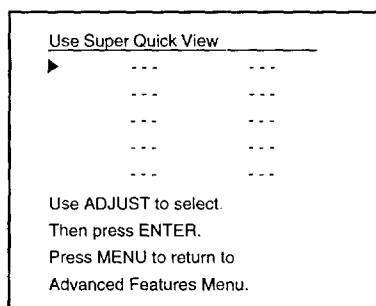 Use Super Quick View
▶ - - - - - -
- - - - - -
- - - - - -
- - - - - -
- - - - - -
Use ADJUST to select.
Then press ENTER.
Press MENU to return to
Advanced Features Menu.